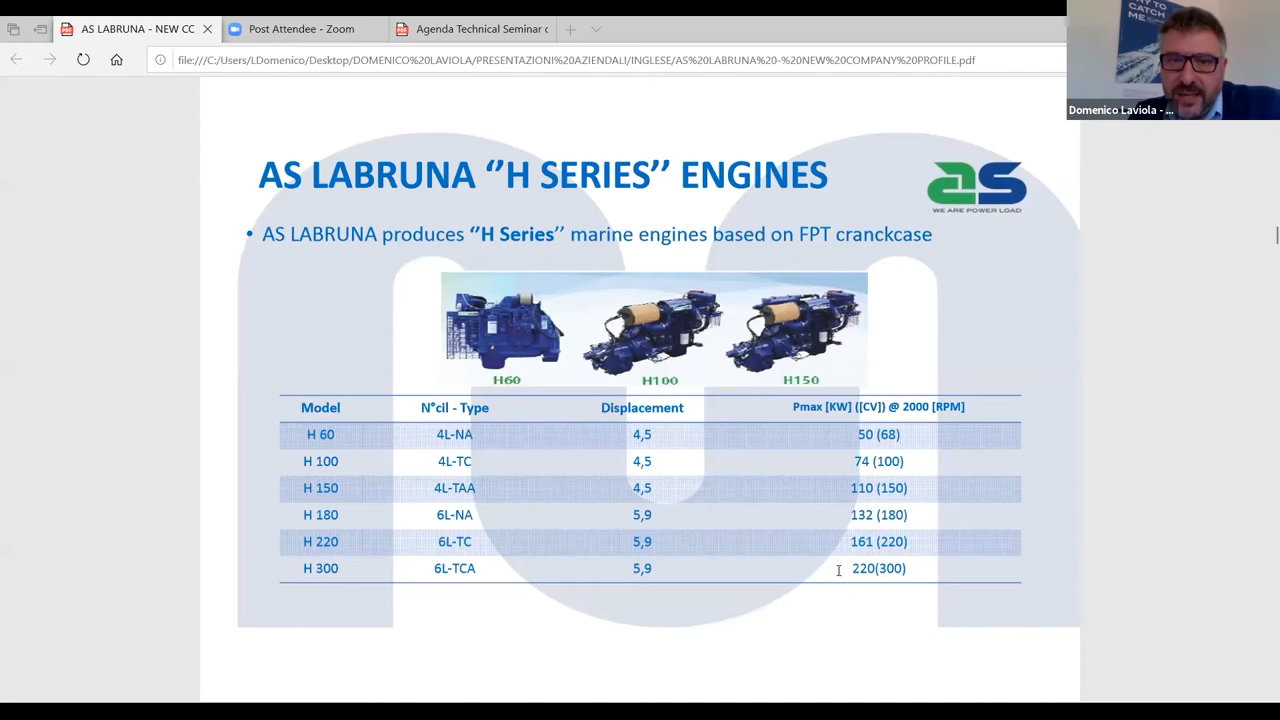 AS LABRUNA - NEW CC
Post Attendee - Zoom
Agenda Technical Seminar c
file:///C:/Users/LDomenico/Desktop/DOMENICO%20LAVIOLA/PRESENTAZIONI%20AZIENDALI/INGLESE/AS%20LABRUNA%20-%20NEW%20COMPANY%20PROFILE.pdf
TO
CATCH
ME
Domenico Laviola - ...
AS LABRUNA ‘’H SERIES’’ ENGINES
as
WE ARE POWER LOAD
• AS LABRUNA produces ‘’H Series’’ marine engines based on FPT cranckcase
H60 H100 H150
Model N°cil - Type Displacement Pmax [KW] ([CV]) @ 2000 [RPM]
H 60 4L-NA 4,5 50 (68)
H 100 4L-TC 4,5 74 (100)
H 150 4L-TAA 4,5 110 (150)
H 180 6L-NA 5,9 132 (180)
H 220 6L-TC 5,9 161 (220)
H 300 6L-TCA 5,9 220(300)